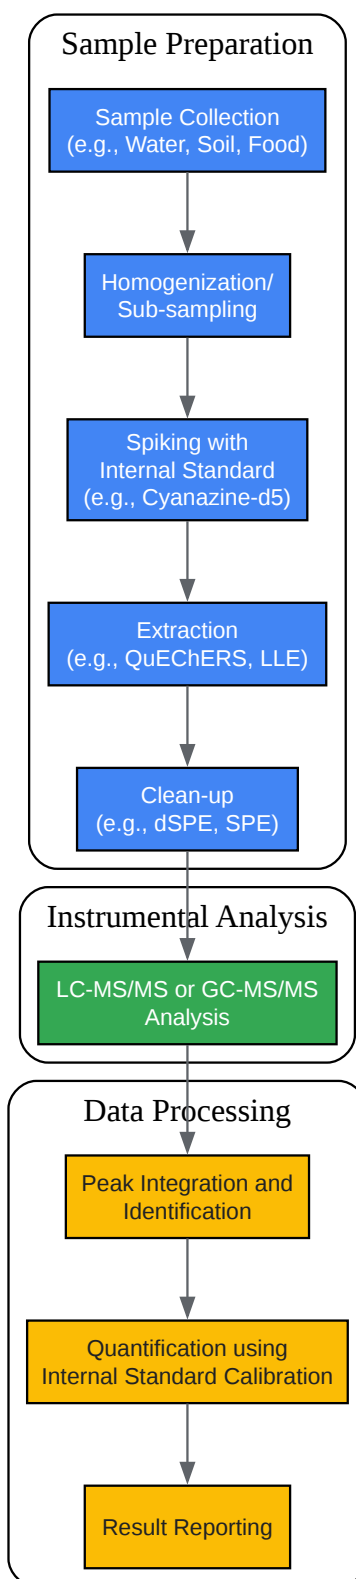 Sample Preparation
Sample Collection
(e.g., Water, Soil, Food)
Homogenization/
Sub-sampling
Spiking with
Internal Standard
(e.g., Cyanazine-d5)
Extraction
(e.g., QuEChERS, LLE)
Clean-up
(e.g., dSPE, SPE)
Instrumental Analysis
LC-MS/MS or GC-MS/MS
Analysis
Data Processing
Peak Integration and
Identification
Quantification using
Internal Standard Calibration
Result Reporting